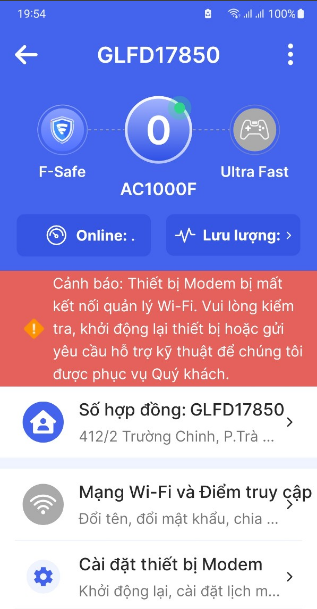 19:54
100%
GLFD17850
0
F-Safe
Ultra Fast
AC1000F
Online: .
Lưu lượng:
Cảnh báo: Thiết bị Modem bị mất
kết nối quản lý Wi-Fi. Vui lòng kiểm
tra, khởi động lại thiết bị hoặc gửi
yêu cầu hỗ trợ kỹ thuật để chúng tôi
được phục vụ Quý khách.
Số hợp đồng: GLFD17850
412/2 Trường Chinh, P.Trà ...
Mạng Wi-Fi và Điểm truy cập
Đổi tên, đổi mật khẩu, chia ...
Cài đặt thiết bị Modem
Khởi động lại, cài đặt lịch m...